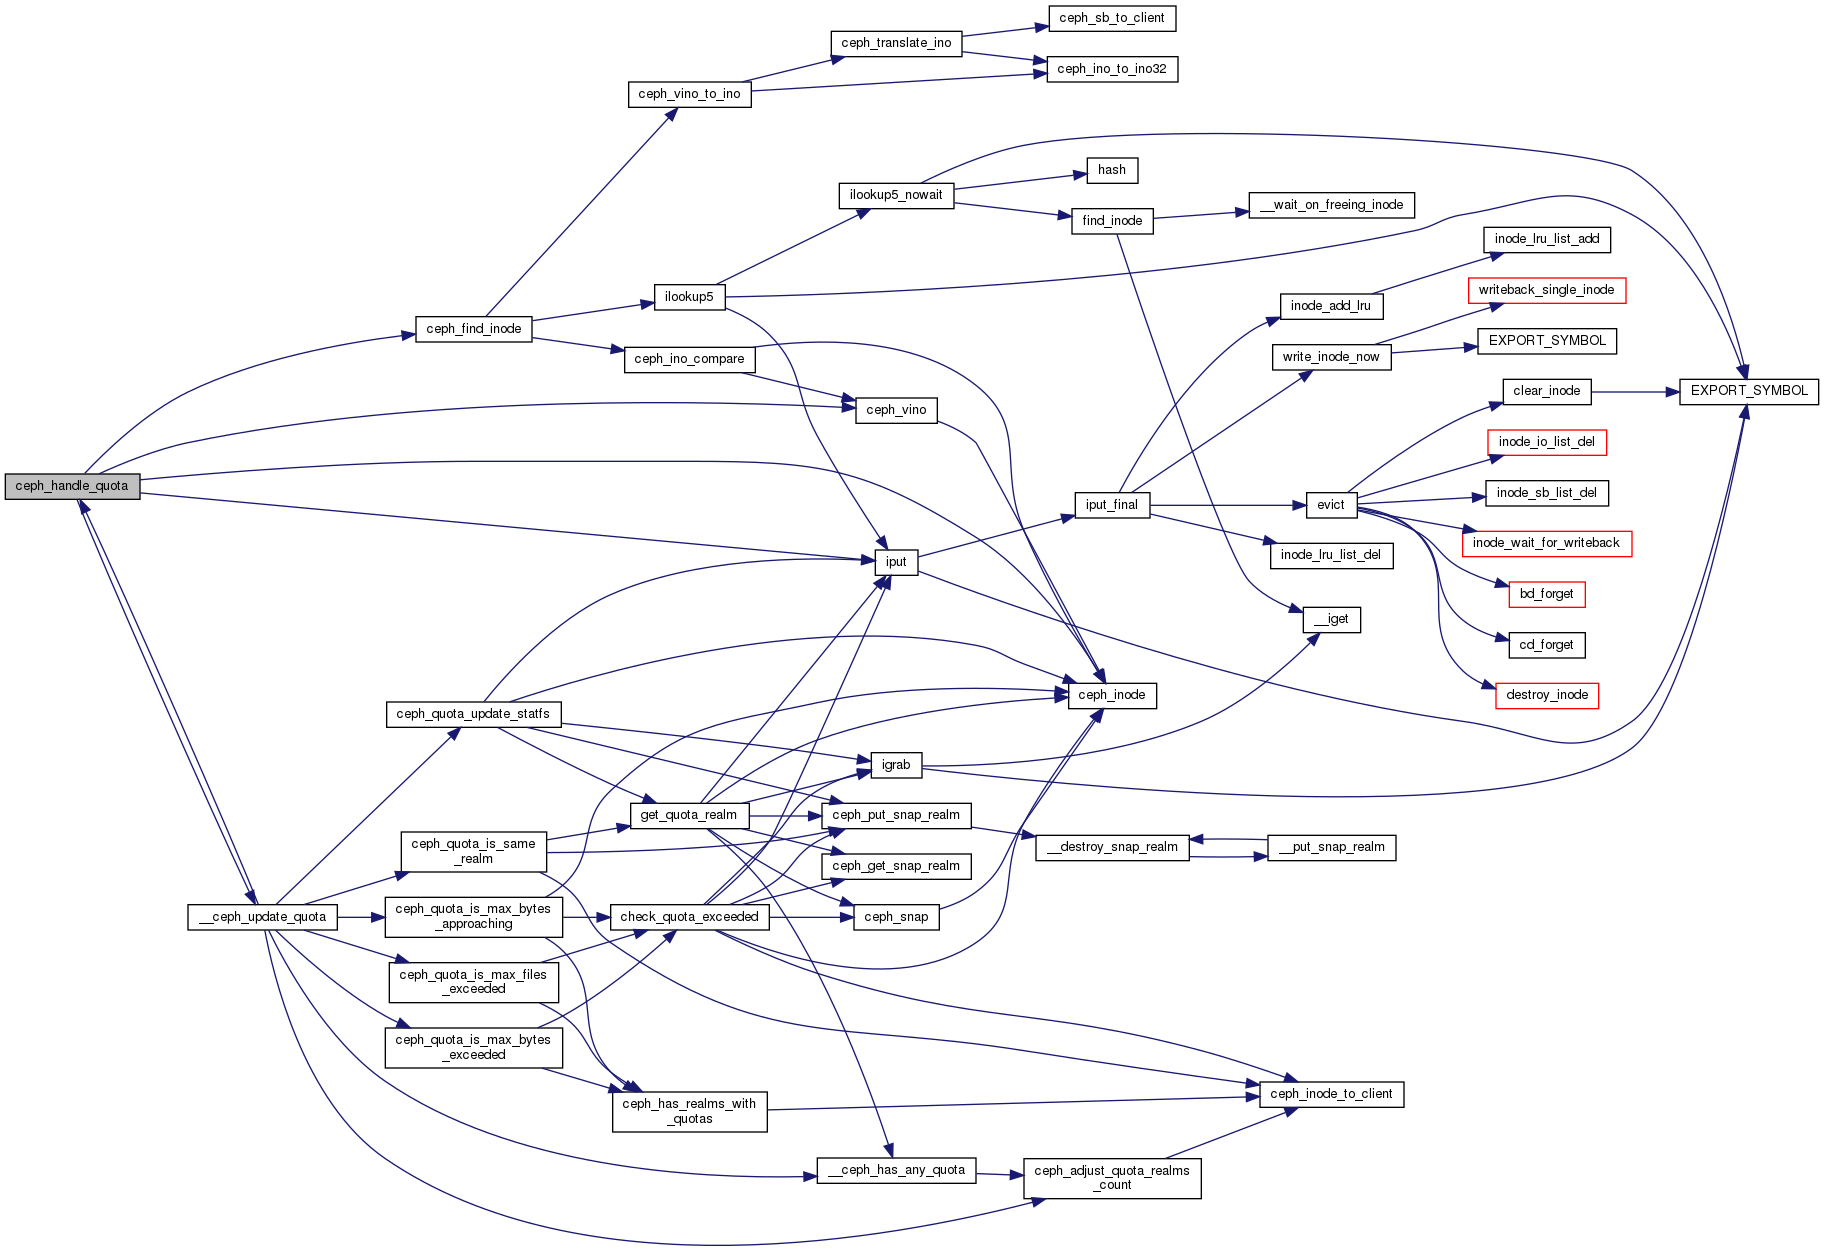 ceph_sb_to_client
ceph_translate_ino
ceph_ino_to_ino32
ceph_vino_to_ino
hash
ilookup5_nowait
__wait_on_freeing_inode
find_inode
inode_lru_list_add
writeback_single_inode
ilookup5
inode_add_lru
ceph_find_inode
EXPORT_SYMBOL
ceph_ino_compare
write_inode_now
clear_inode
EXPORT_SYMBOL
ceph_vino
inode_io_list_del
ceph_handle_quota
inode_sb_list_del
iput_final
evict
inode_wait_for_writeback
iput
inode_lru_list_del
bd_forget
__iget
cd_forget
ceph_inode
destroy_inode
ceph_quota_update_statfs
igrab
get_quota_realm
ceph_put_snap_realm
ceph_quota_is_same
_realm
__destroy_snap_realm
__put_snap_realm
ceph_get_snap_realm
__ceph_update_quota
ceph_quota_is_max_bytes
_approaching
check_quota_exceeded
ceph_snap
ceph_quota_is_max_files
_exceeded
ceph_quota_is_max_bytes
_exceeded
ceph_has_realms_with
_quotas
ceph_inode_to_client
__ceph_has_any_quota
ceph_adjust_quota_realms
_count